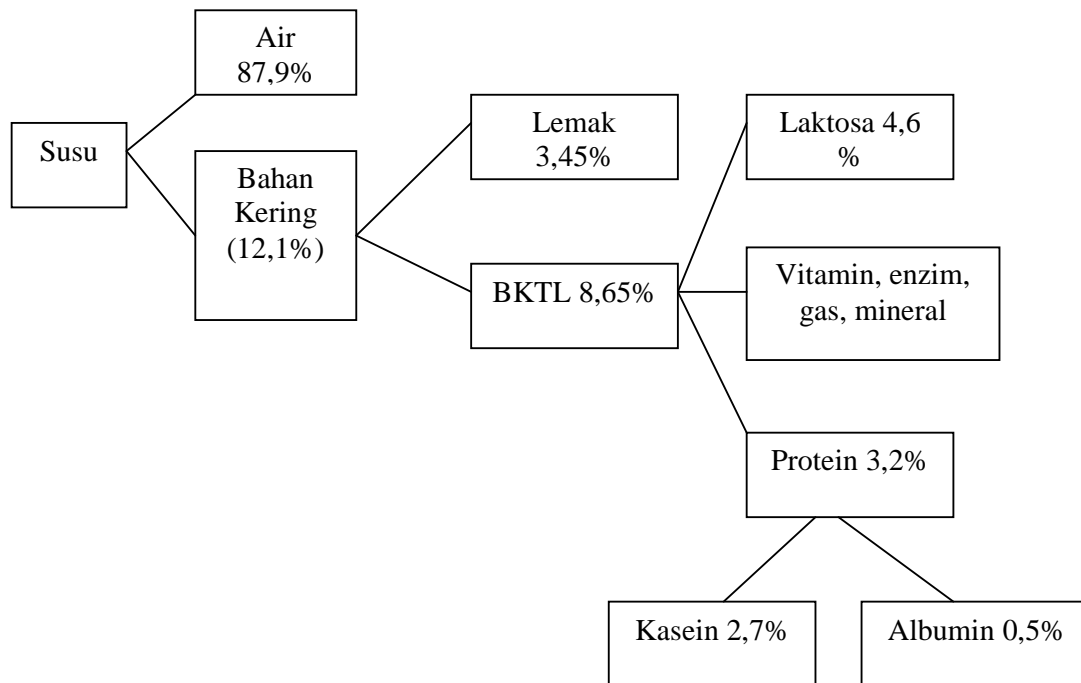 Air
87,9%
Susu
Bahan
Kering
(12,1%)
Lemak
3,45%
BKTL 8,65%
Laktosa 4,6
%
Vitamin, enzim,
gas, mineral
Protein 3,2%
Kasein 2,7%
Albumin 0,5%